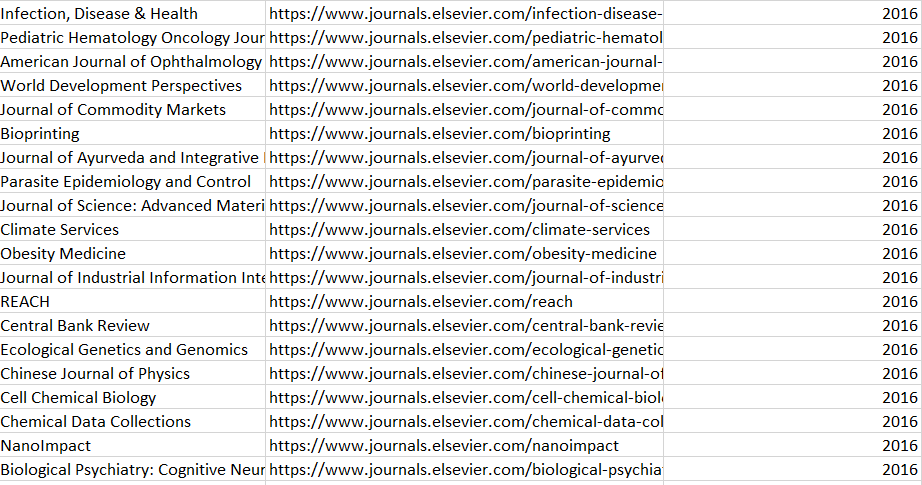 Infection, Disease & Health https://www.journals.elsevier.com/infection-disease- 2016
Pediatric Hematology Oncology Jour https://www.journals.elsevier.com/pediatric-hematol 2016
American Journal of Ophthalmology https://www.journals.elsevier.com/american-journal- 2016
World Development Perspectives https://www.journals.elsevier.com/world-developme 2016
Journal of Commodity Markets https://www.journals.elsevier.com/journal-of-commo 2016
Bioprinting https://www.journals.elsevier.com/bioprinting 2016
Journal of Ayurveda and Integrative https://www.journals.elsevier.com/journal-of-ayurved 2016
Parasite Epidemiology and Control https://www.journals.elsevier.com/parasite-epidemio 2016
Journal of Science: Advanced Materi https://www.journals.elsevier.com/journal-of-science 2016
Climate Services https://www.journals.elsevier.com/climate-services 2016
Obesity Medicine https://www.journals.elsevier.com/obesity-medicine 2016
Journal of Industrial Information Inte https://www.journals.elsevier.com/journal-of-industri 2016
REACH https://www.journals.elsevier.com/reach 2016
Central Bank Review https://www.journals.elsevier.com/central-bank-revie 2016
Ecological Genetics and Genomics https://www.journals.elsevier.com/ecological-genetic 2016
Chinese Journal of Physics https://www.journals.elsevier.com/chinese-journal-of 2016
Cell Chemical Biology https://www.journals.elsevier.com/cell-chemical-biol 2016
Chemical Data Collections https://www.journals.elsevier.com/chemical-data-col 2016
NanoImpact https://www.journals.elsevier.com/nanoimpact 2016
Biological Psychiatry: Cognitive Neur https://www.journals.elsevier.com/biological-psychia 2016